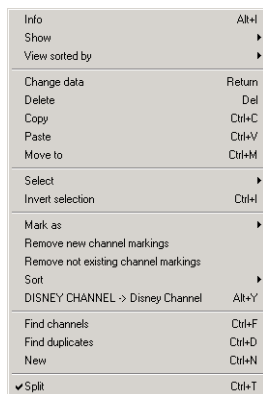 Info Alt+I
Show
View sorted by
Change data Return
Delete Del
Copy Ctrl+C
Paste Ctrl+V
Move to Ctrl+M
Select
Invert selection Ctrl+I
Mark as
Remove new channel markings
Remove not existing channel markings
Sort
DISNEY CHANNEL -> Disney Channel Alt+Y
Find channels Ctrl+F
Find duplicates Ctrl+D
New Ctrl+N
Split Ctrl+T